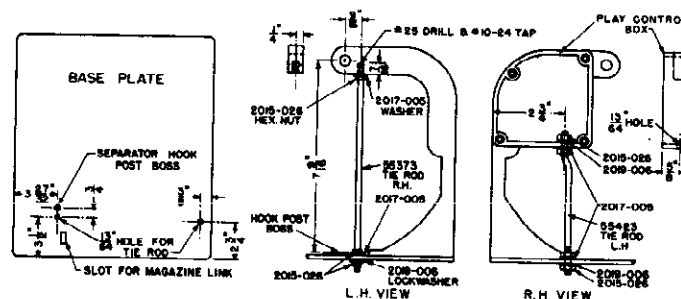 BASE PLATE
SEPARATOR HOOK
POST BOSS
HOLE FOR
TIE ROD
SLOT FOR MAGAZINE LINK
13/64"
1/4"
#25 DRILL & #10-24 TAP
2015-026
HEX. NUT
2017-005
WASHER
55373
TIE ROD
R.H.
2017-005
HOOK POST
BOSS
2015-026
2019-006
LOCKWASHER
L.H. VIEW
PLAY CONTROL
BOX
13/64"
HOLE
2015-026
2019-006
2017-005
55423
TIE ROD
L.H
2019-006
2015-026
R.H. VIEW